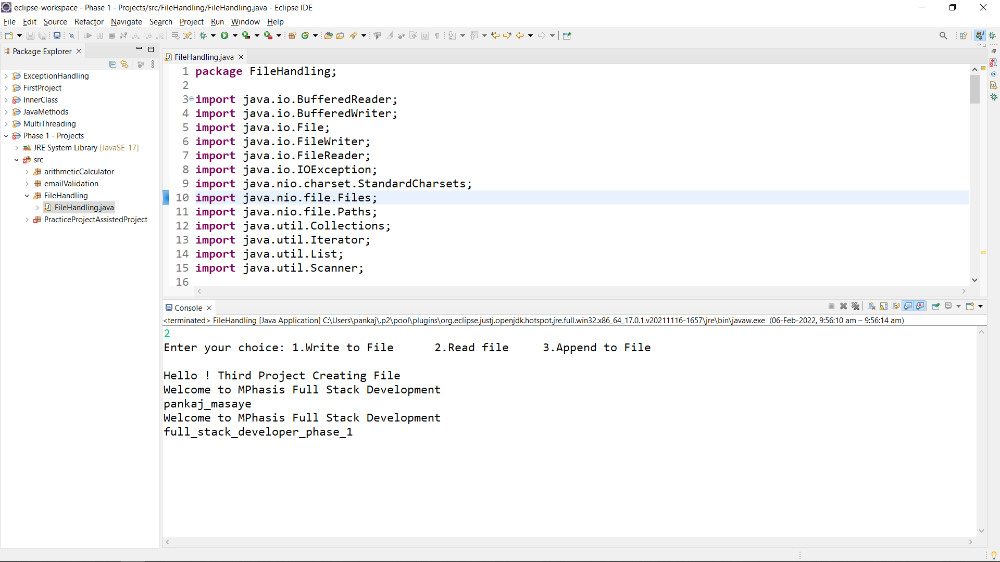 eclipse-workspace - Phase 1 - Projects/src/FileHandling/FileHandling.java - Eclipse IDE
File Edit Source Refactor Navigate Search Project Run Window Help
Package Explorer
ExceptionHandling
FirstProject
InnerClass
JavaMethods
MultiThreading
Phase 1 - Projects
JRE System Library [JavaSE-17]
src
arithmeticCalculator
emailValidation
FileHandling
FileHandling.java
PracticeProjectAssistedProject
FileHandling.java
1 package FileHandling;
2
3 import java.io.BufferedReader;
4 import java.io.BufferedWriter;
5 import java.io.File;
6 import java.io.FileWriter;
7 import java.io.FileReader;
8 import java.io.IOException;
9 import java.nio.charset.StandardCharsets;
10 import java.nio.file.Files;
11 import java.nio.file.Paths;
12 import java.util.Collections;
13 import java.util.Iterator;
14 import java.util.List;
15 import java.util.Scanner;
16
Console
<terminated> FileHandling [Java Application] C:\Users\pankaj\.p2\pool\plugins\org.eclipse.justj.openjdk.hotspot.jre.full.win32.x86_64_17.0.1.v20211116-1657\jre\bin\javaw.exe (06-Feb-2022, 9:56:10 am – 9:56:14 am)
2
Enter your choice: 1.Write to File 2.Read file 3.Append to File
Hello ! Third Project Creating File
Welcome to MPhasis Full Stack Development
pankaj_masaye
Welcome to MPhasis Full Stack Development
full_stack_developer_phase_1